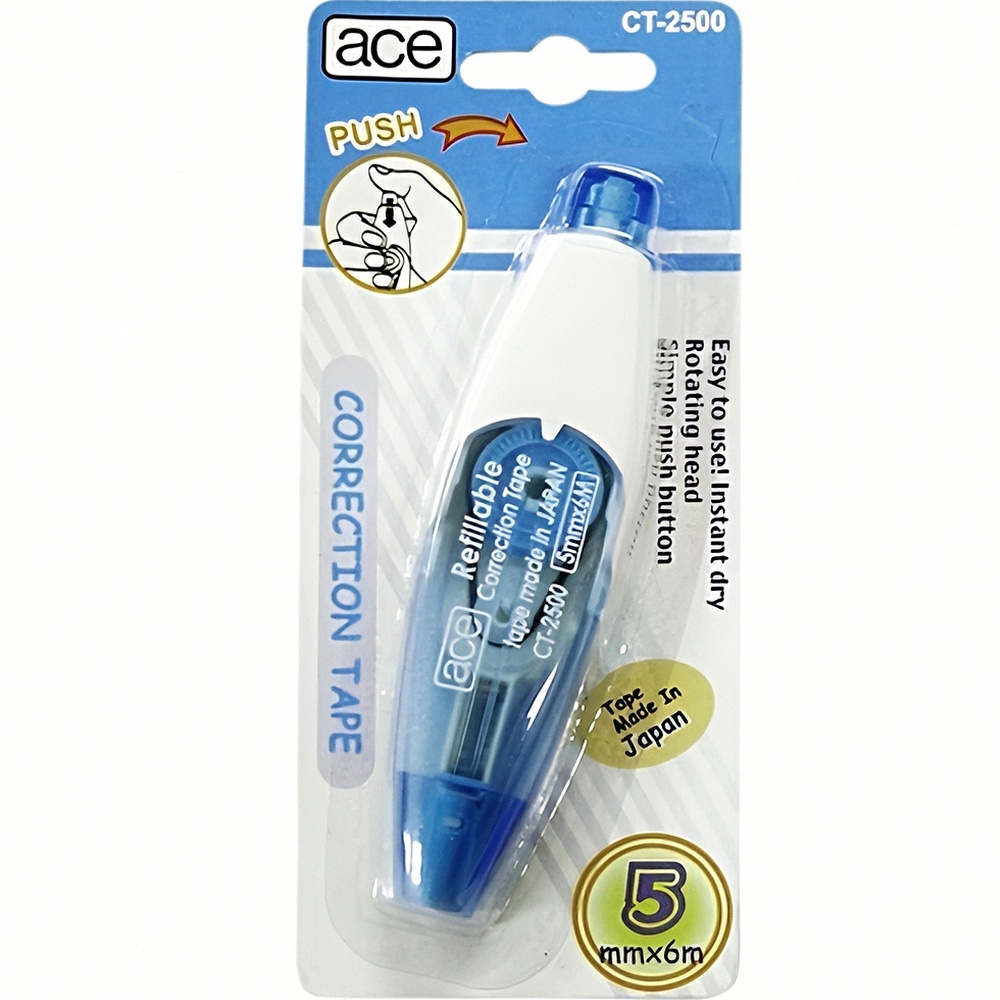 ace
CT-2500
PUSH
Easy to use! Instant dry
Rotating head
Simple push button
CORRECTION TAPE
ace
Refillable
Correction Tape
tape made in JAPAN
CT-2500
5mmx6M
Tape
Made In
Japan
5
mmx6m